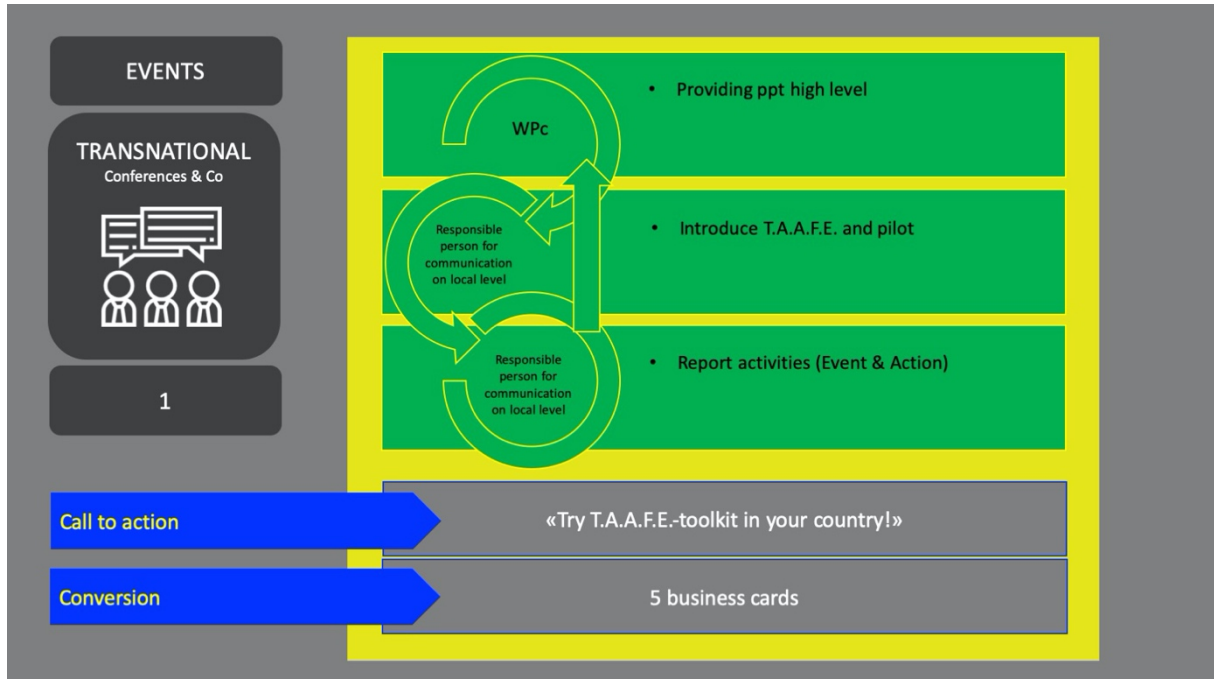 EVENTS
TRANSNATIONAL
Conferences & Co
1
WPc
• Providing ppt high level
Responsible
person for
communication
on local level
• Introduce T.A.A.F.E. and pilot
Responsible
person for
communication
on local level
• Report activities (Event & Action)
Call to action
«Try T.A.A.F.E.-toolkit in your country!»
Conversion
5 business cards